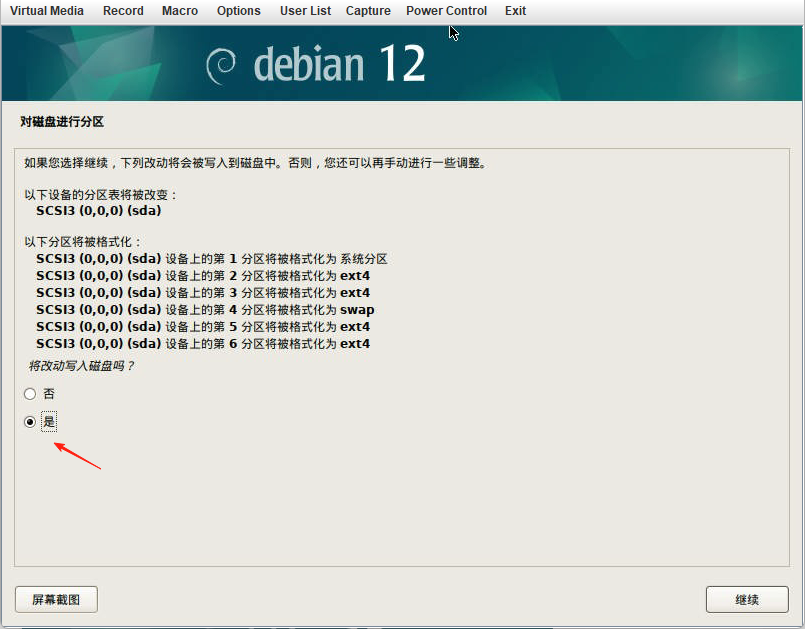 Virtual Media Record Macro Options User List Capture Power Control Exit
debian 12
对磁盘进行分区
如果您选择继续，下列改动将会被写入到磁盘中。否则，您还可以再手动进行一些调整。
以下设备的分区表将被改变：
SCSI3 (0,0,0) (sda)
以下分区将被格式化：
SCSI3 (0,0,0) (sda) 设备上的第 1 分区将被格式化为 系统分区
SCSI3 (0,0,0) (sda) 设备上的第 2 分区将被格式化为 ext4
SCSI3 (0,0,0) (sda) 设备上的第 3 分区将被格式化为 ext4
SCSI3 (0,0,0) (sda) 设备上的第 4 分区将被格式化为 swap
SCSI3 (0,0,0) (sda) 设备上的第 5 分区将被格式化为 ext4
SCSI3 (0,0,0) (sda) 设备上的第 6 分区将被格式化为 ext4
将改动写入磁盘吗？
否
是
屏幕截图 继续